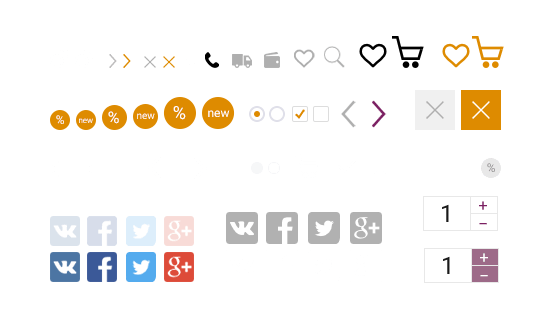 % new % new % new
%
g+ g+
1 +
−
g+
1 +
−